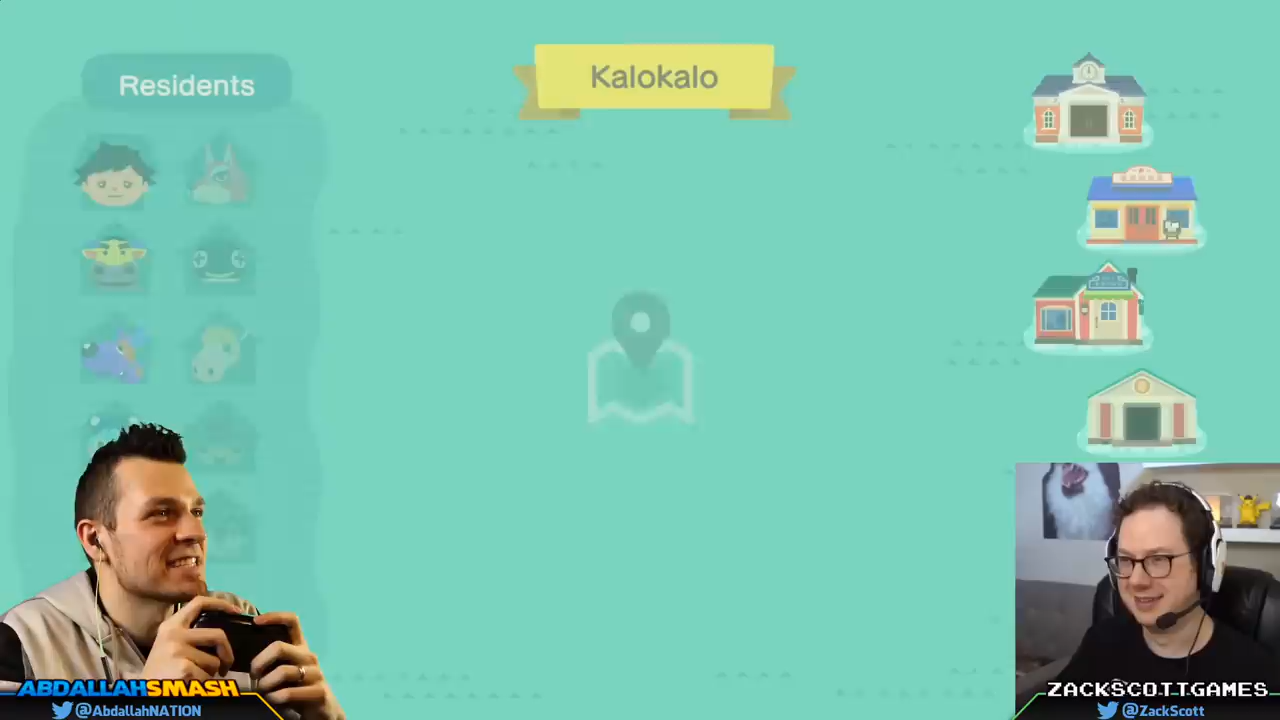 Residents
Kalokalo
ABDALLAHSMASH
@AbdallahNATION
ZACKSCOTTGAMES
@ZackScott